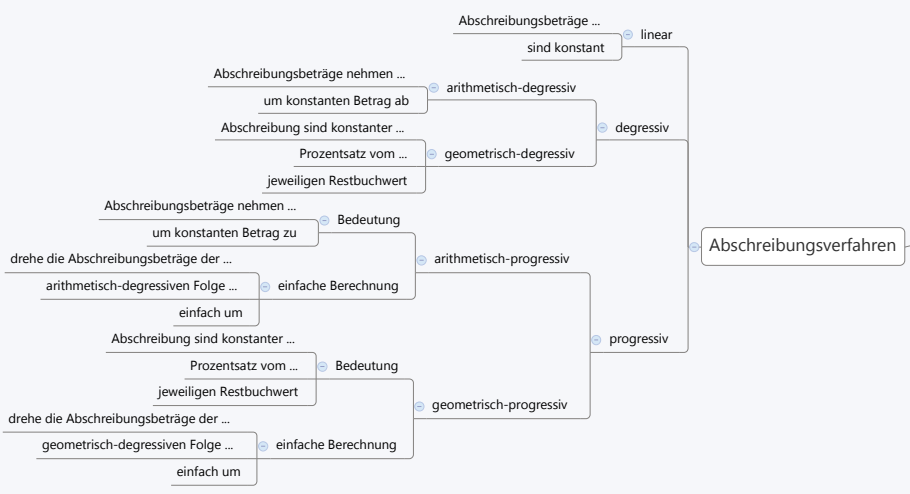 Abschreibungsbeträge ...
linear
sind konstant
Abschreibungsbeträge nehmen ...
arithmetisch-degressiv
um konstanten Betrag ab
Abschreibung sind konstanter ...
degressiv
Prozentsatz vom ...
geometrisch-degressiv
jeweiligen Restbuchwert
Abschreibungsbeträge nehmen ...
Bedeutung
um konstanten Betrag zu
Abschreibungsverfahren
drehe die Abschreibungsbeträge der ...
arithmetisch-progressiv
arithmetisch-degressiven Folge ...
einfache Berechnung
einfach um
Abschreibung sind konstanter ...
progressiv
Prozentsatz vom ...
Bedeutung
jeweiligen Restbuchwert
geometrisch-progressiv
drehe die Abschreibungsbeträge der ...
geometrisch-degressiven Folge ...
einfache Berechnung
einfach um